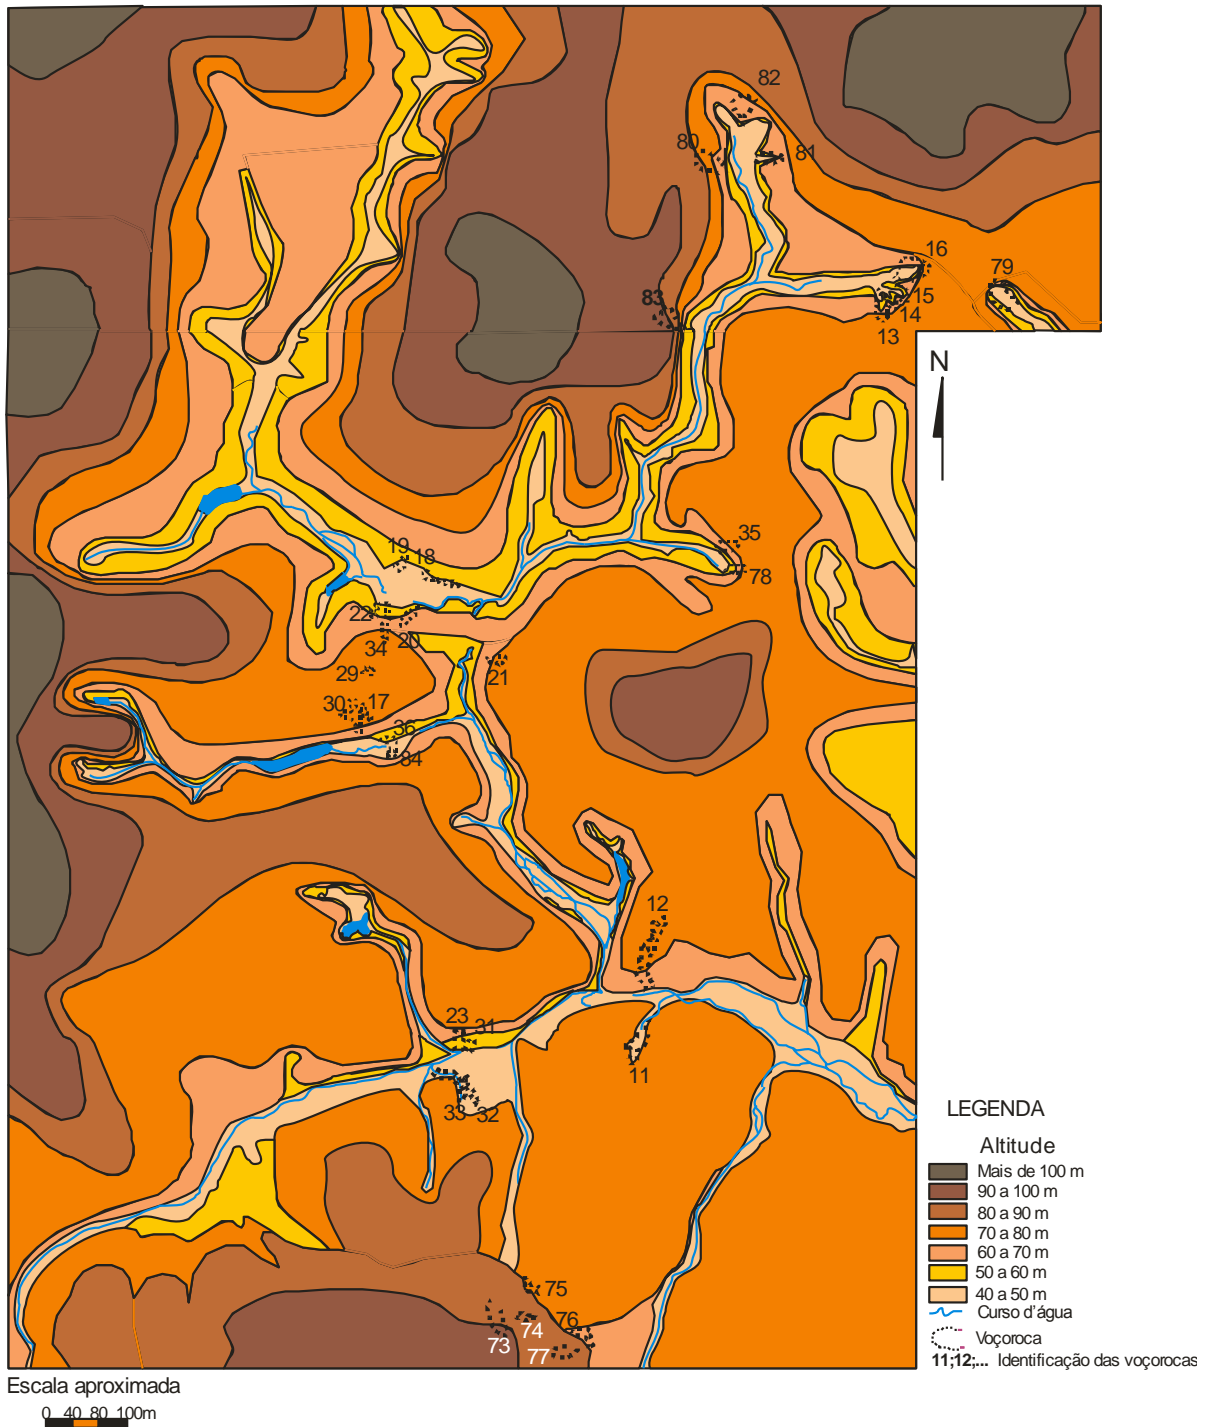 82
80
81
16
79
83
15
14
13
N
35
19
18
78
22
20
34
29
21
30
17
36
84
12
23
31
11
33
32
LEGENDA
Altitude
Mais de 100 m
90 a 100 m
80 a 90 m
70 a 80 m
60 a 70 m
50 a 60 m
40 a 50 m
Curso d'água
Voçoroca
11;12;... Identificação das voçorocas
75
76
74
73
77
Escala aproximada
0 40 80 100m